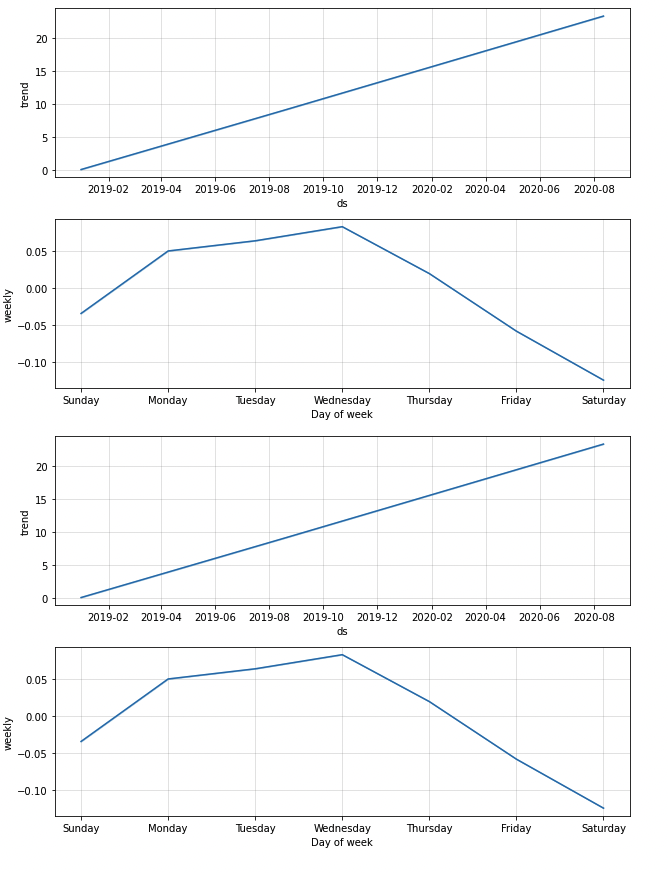 20
15
10
5
0
trend
2019-02 2019-04 2019-06 2019-08 2019-10 2019-12 2020-02 2020-04 2020-06 2020-08
ds
0.05
0.00
−0.05
−0.10
weekly
Sunday Monday Tuesday Wednesday Thursday Friday Saturday
Day of week
20
15
10
5
0
trend
2019-02 2019-04 2019-06 2019-08 2019-10 2019-12 2020-02 2020-04 2020-06 2020-08
ds
0.05
0.00
−0.05
−0.10
weekly
Sunday Monday Tuesday Wednesday Thursday Friday Saturday
Day of week